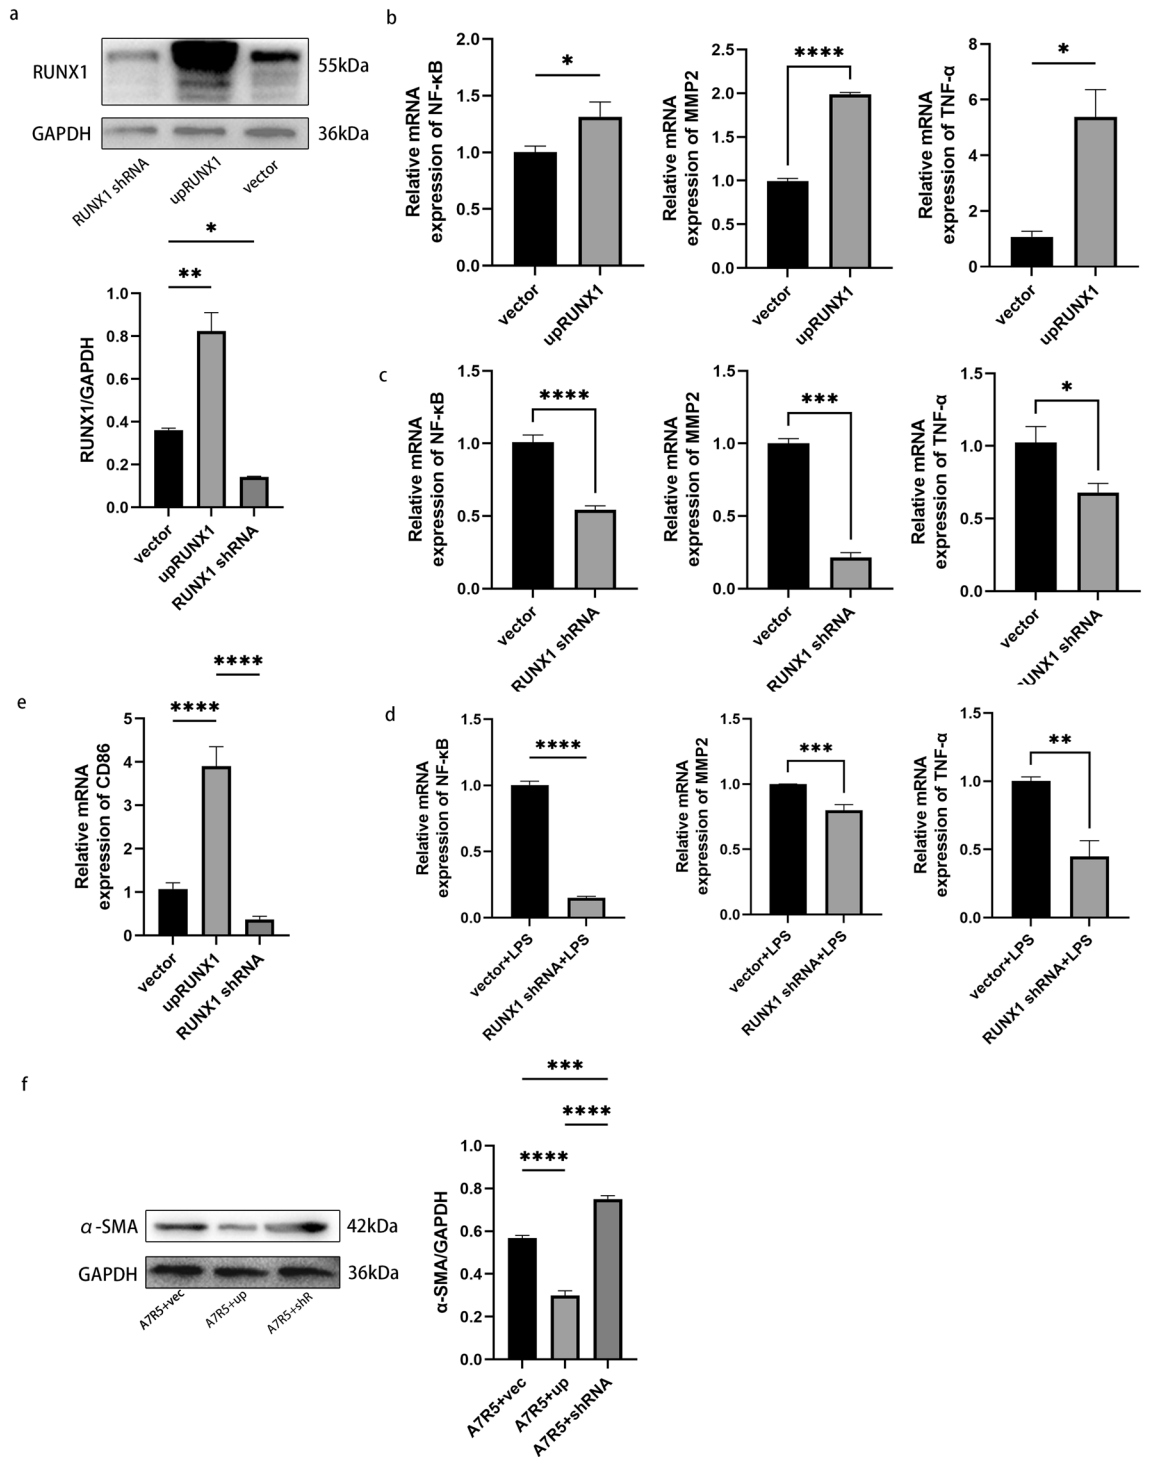 a
RUNX1
55kDa
GAPDH
36kDa
RUNX1 shRNA
upRUNX1
vector
*
**
RUNX1/GAPDH
1.0
0.8
0.6
0.4
0.2
0.0
vector
upRUNX1
RUNX1 shRNA
b
Relative mRNA
expression of NF-κB
2.0
1.5
1.0
0.5
0.0
*
vector
upRUNX1
Relative mRNA
expression of MMP2
2.5
2.0
1.5
1.0
0.5
0.0
****
vector
upRUNX1
Relative mRNA
expression of TNF-α
8
6
4
2
0
*
vector
upRUNX1
c
Relative mRNA
expression of NF-κB
1.5
1.0
0.5
0.0
****
vector
RUNX1 shRNA
Relative mRNA
expression of MMP2
1.5
1.0
0.5
0.0
***
vector
RUNX1 shRNA
Relative mRNA
expression of TNF-α
1.5
1.0
0.5
0.0
*
vector
RUNX1 shRNA
e
Relative mRNA
expression of CD86
5
4
3
2
1
0
****
****
vector
upRUNX1
RUNX1 shRNA
d
Relative mRNA
expression of NF-κB
1.5
1.0
0.5
0.0
****
vector+LPS
RUNX1 shRNA+LPS
Relative mRNA
expression of MMP2
1.5
1.0
0.5
0.0
***
vector+LPS
RUNX1 shRNA+LPS
Relative mRNA
expression of TNF-α
1.5
1.0
0.5
0.0
**
vector+LPS
RUNX1 shRNA+LPS
f
α-SMA
42kDa
GAPDH
36kDa
A7R5+vec
A7R5+up
A7R5+shR
***
****
****
α-SMA/GAPDH
1.0
0.8
0.6
0.4
0.2
0.0
A7R5+vec
A7R5+up
A7R5+shRNA